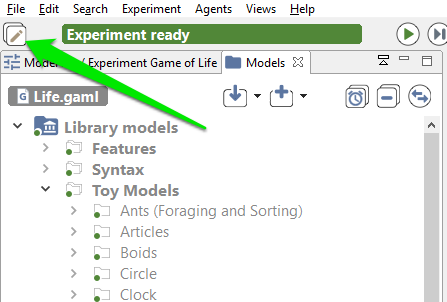 File Edit Search Experiment Agents Views Help
Experiment ready
Mode / Experiment Game of Life Models
G Life.gaml
Library models
Features
Syntax
Toy Models
Ants (Foraging and Sorting)
Articles
Boids
Circle
Clock